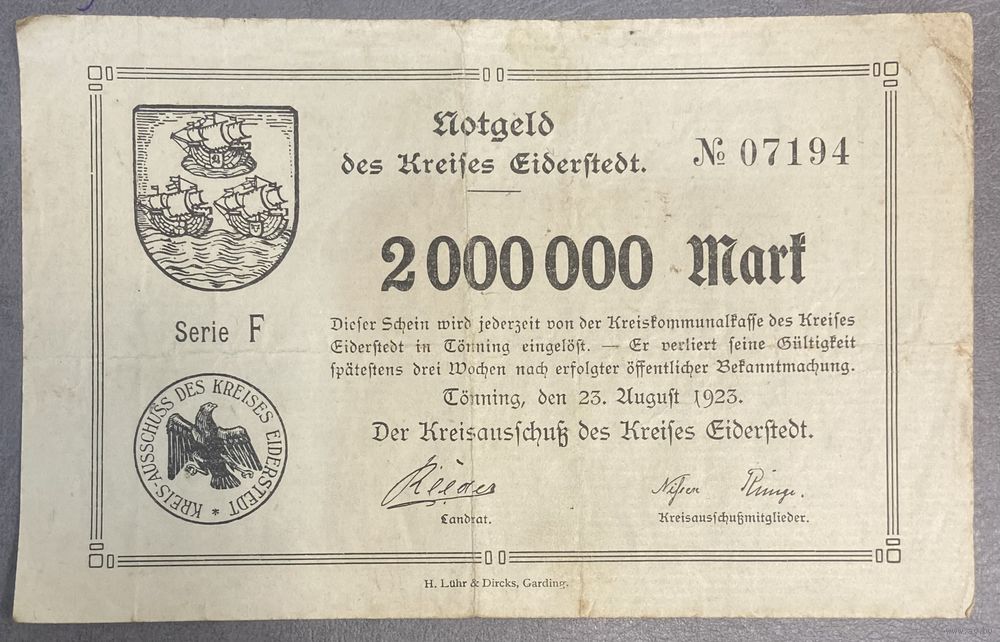 Notgeld
des Kreises Eiderstedt.
№ 07194
2000000 Mark
Serie F
Dieser Schein wird jederzeit von der Kreiskommunalkasse des Kreises
Eiderstedt in Tönning eingelöst. — Er verliert seine Gültigkeit
spätestens drei Wochen nach erfolgter öffentlicher Bekanntmachung.
Tönning, den 23. August 1923.
Der Kreisausschuß des Kreises Eiderstedt.
KREIS-AUSSCHUSS DES KREISES EIDERSTEDT *
Landrat.
Kreisausschußmitglieder.
H. Lühr & Dircks, Garding.